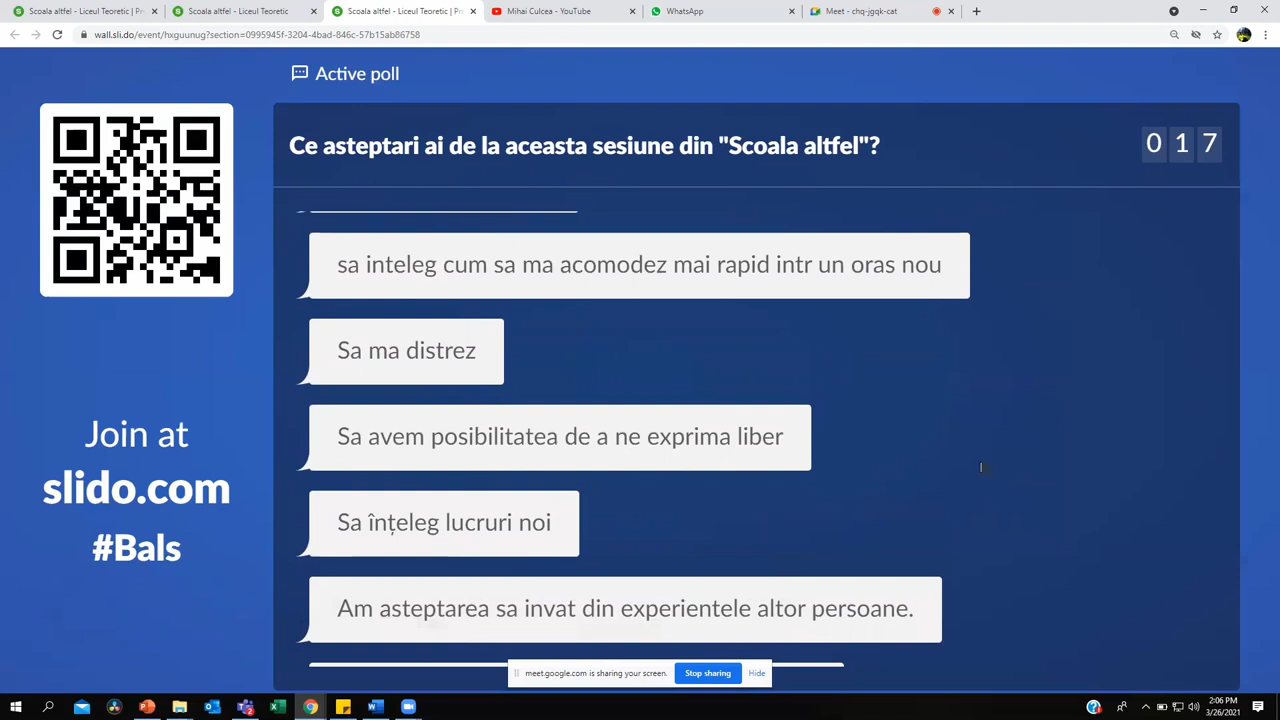 Scoala altfel - Liceul Teoretic | Pr
Scoala altfel - Liceul Teoretic
Scoala altfel - Liceul Teoretic | Pr
Mihai Culcea - YouTube
WhatsApp
Meet - chq-jgqk-cat
wall.sli.do/event/hxguunug?section=0995945f-3204-4bad-846c-57b15ab86758
Active poll
Ce asteptari ai de la aceasta sesiune din "Scoala altfel"?
017
sa inteleg cum sa ma acomodez mai rapid intr un oras nou
Sa ma distrez
Sa avem posibilitatea de a ne exprima liber
Sa înțeleg lucruri noi
Am asteptarea sa invat din experientele altor persoane.
Join at
slido.com
#Bals
meet.google.com is sharing your screen.
Stop sharing
Hide
2:06 PM
3/26/2021